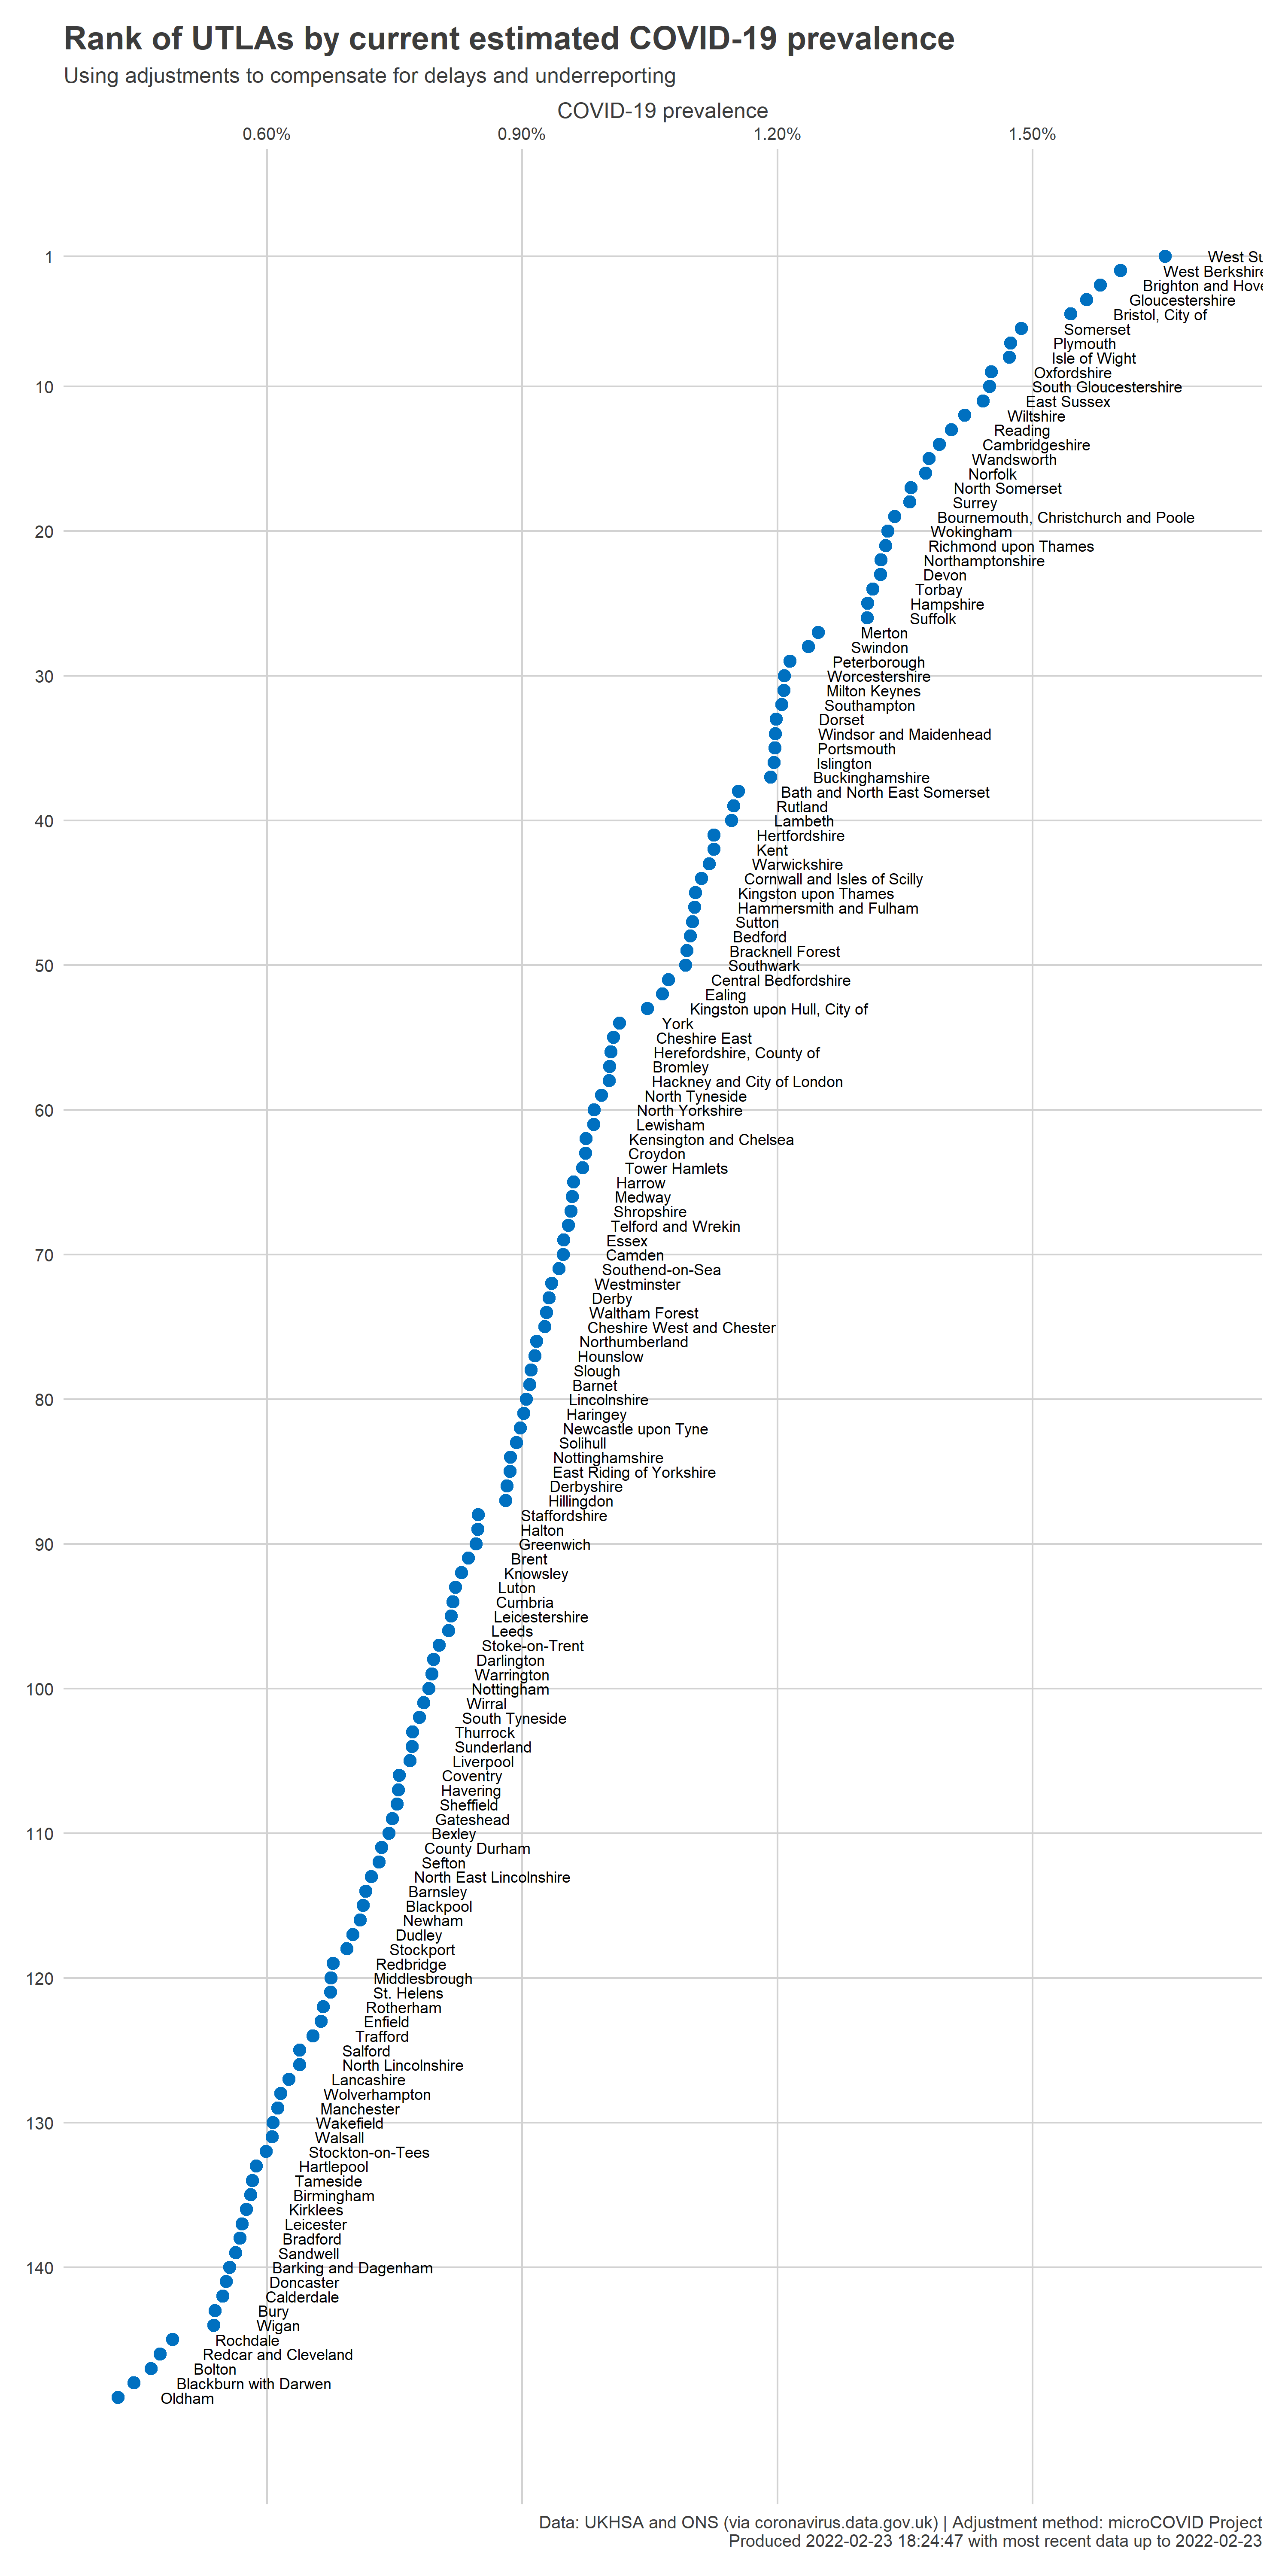 Rank of UTLAs by current estimated COVID-19 prevalence
Using adjustments to compensate for delays and underreporting
COVID-19 prevalence
0.60% 0.90% 1.20% 1.50%
1 West Su
West Berkshire
Brighton and Hove
Gloucestershire
Bristol, City of
Somerset
Plymouth
Isle of Wight
Oxfordshire
10 South Gloucestershire
East Sussex
Wiltshire
Reading
Cambridgeshire
Wandsworth
Norfolk
North Somerset
Surrey
Bournemouth, Christchurch and Poole
20 Wokingham
Richmond upon Thames
Northamptonshire
Devon
Torbay
Hampshire
Suffolk
Merton
Swindon
Peterborough
30 Worcestershire
Milton Keynes
Southampton
Dorset
Windsor and Maidenhead
Portsmouth
Islington
Buckinghamshire
Bath and North East Somerset
Rutland
40 Lambeth
Hertfordshire
Kent
Warwickshire
Cornwall and Isles of Scilly
Kingston upon Thames
Hammersmith and Fulham
Sutton
Bedford
Bracknell Forest
50 Southwark
Central Bedfordshire
Ealing
Kingston upon Hull, City of
York
Cheshire East
Herefordshire, County of
Bromley
Hackney and City of London
North Tyneside
60 North Yorkshire
Lewisham
Kensington and Chelsea
Croydon
Tower Hamlets
Harrow
Medway
Shropshire
Telford and Wrekin
Essex
70 Camden
Southend-on-Sea
Westminster
Derby
Waltham Forest
Cheshire West and Chester
Northumberland
Hounslow
Slough
Barnet
80 Lincolnshire
Haringey
Newcastle upon Tyne
Solihull
Nottinghamshire
East Riding of Yorkshire
Derbyshire
Hillingdon
Staffordshire
Halton
90 Greenwich
Brent
Knowsley
Luton
Cumbria
Leicestershire
Leeds
Stoke-on-Trent
Darlington
Warrington
100 Nottingham
Wirral
South Tyneside
Thurrock
Sunderland
Liverpool
Coventry
Havering
Sheffield
Gateshead
110 Bexley
County Durham
Sefton
North East Lincolnshire
Barnsley
Blackpool
Newham
Dudley
Stockport
Redbridge
120 Middlesbrough
St. Helens
Rotherham
Enfield
Trafford
Salford
North Lincolnshire
Lancashire
Wolverhampton
Manchester
130 Wakefield
Walsall
Stockton-on-Tees
Hartlepool
Tameside
Birmingham
Kirklees
Leicester
Bradford
Sandwell
140 Barking and Dagenham
Doncaster
Calderdale
Bury
Wigan
Rochdale
Redcar and Cleveland
Bolton
Blackburn with Darwen
Oldham
Data: UKHSA and ONS (via coronavirus.data.gov.uk) | Adjustment method: microCOVID Project
Produced 2022-02-23 18:24:47 with most recent data up to 2022-02-23